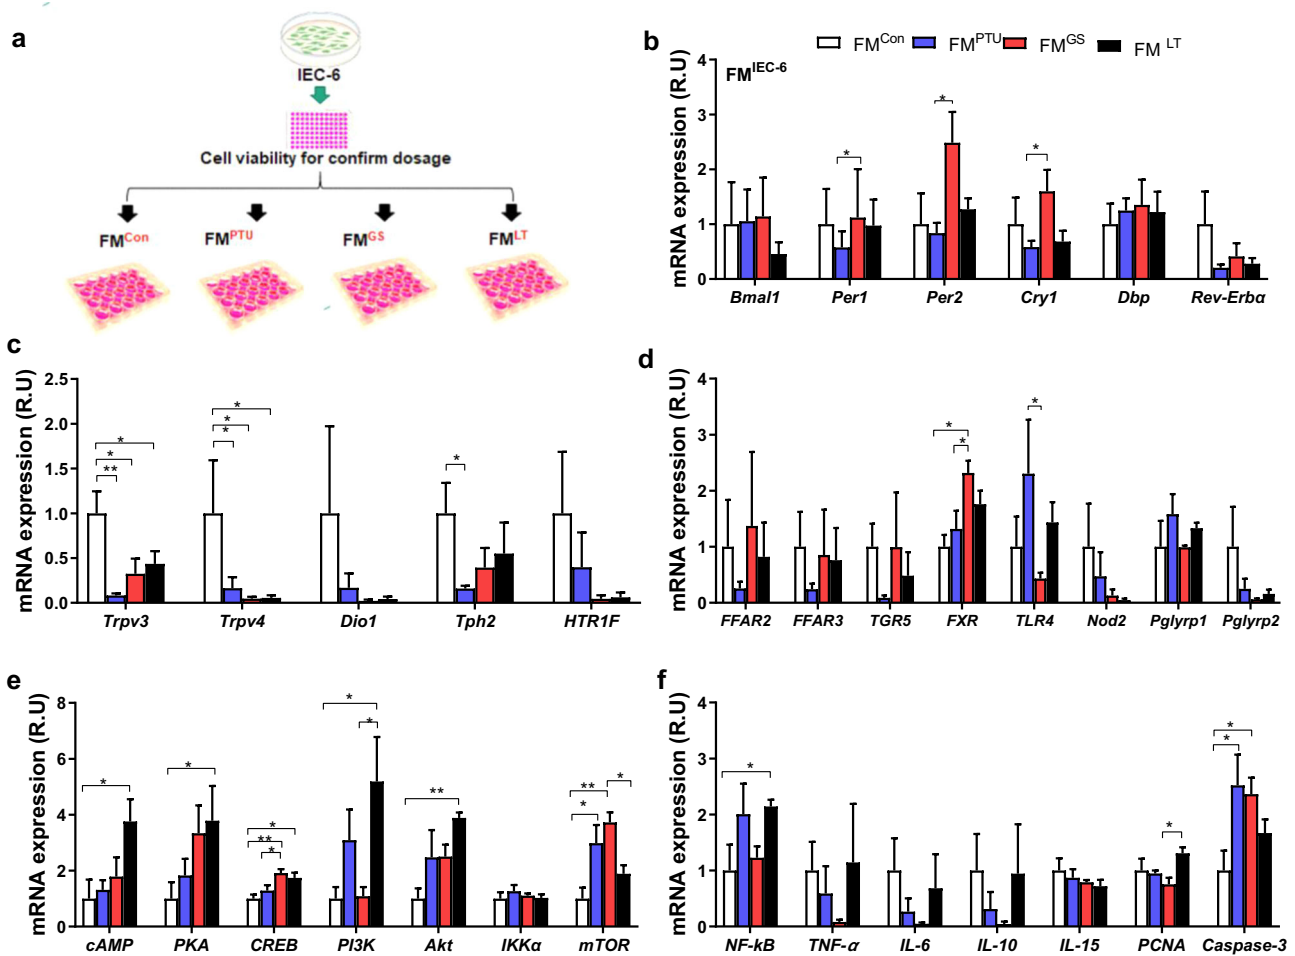 a
IEC-6
Cell viability for confirm dosage
FMCon
FMPTU
FMGS
FMLT
b
FMCon FMPTU FMGS FM LT
FMIEC-6
mRNA expression (R.U)
4
3
2
1
0
* * *
Bmal1 Per1 Per2 Cry1 Dbp Rev-Erbα
c
mRNA expression (R.U)
2.5
2.0
1.5
1.0
0.5
0.0
*
*
**
*
*
*
*
Trpv3 Trpv4 Dio1 Tph2 HTR1F
d
mRNA expression (R.U)
4
3
2
1
0
*
*
*
FFAR2 FFAR3 TGR5 FXR TLR4 Nod2 Pglyrp1 Pglyrp2
e
mRNA expression (R.U)
8
6
4
2
0
*
*
*
**
*
*
*
**
**
*
*
cAMP PKA CREB PI3K Akt IKKα mTOR
f
mRNA expression (R.U)
4
3
2
1
0
*
*
*
*
NF-kB TNF-α IL-6 IL-10 IL-15 PCNA Caspase-3